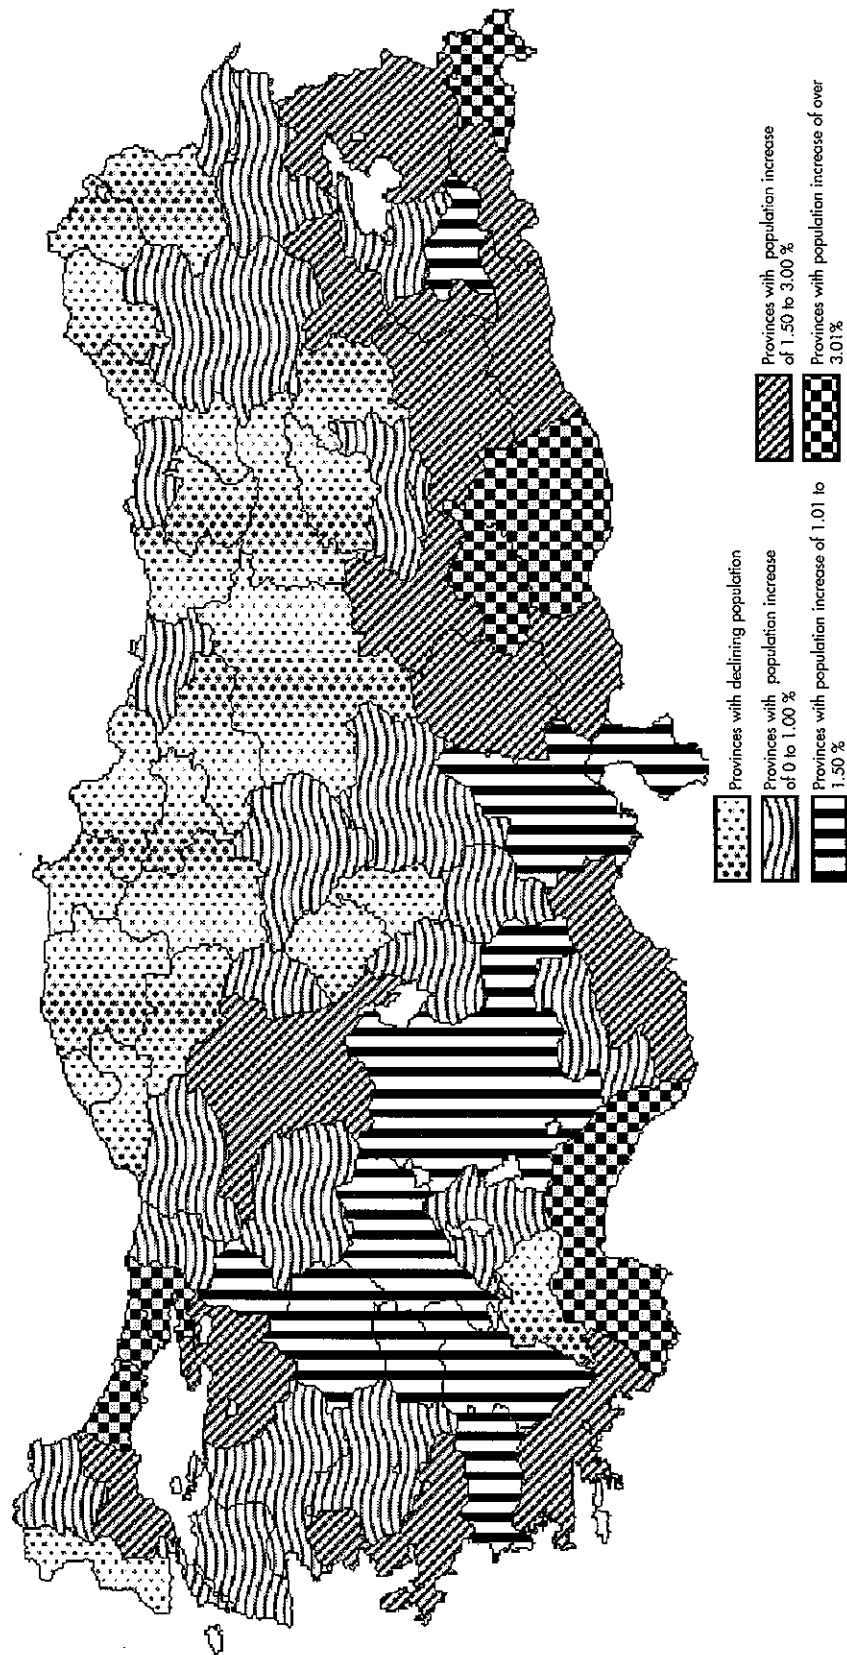 Provinces with declining population
Provinces with population increase
of 0 to 1.00 %
Provinces with population increase of 1.01 to
1.50 %
Provinces with population increase
of 1.50 to 3.00 %
Provinces with population increase of over
3.01%